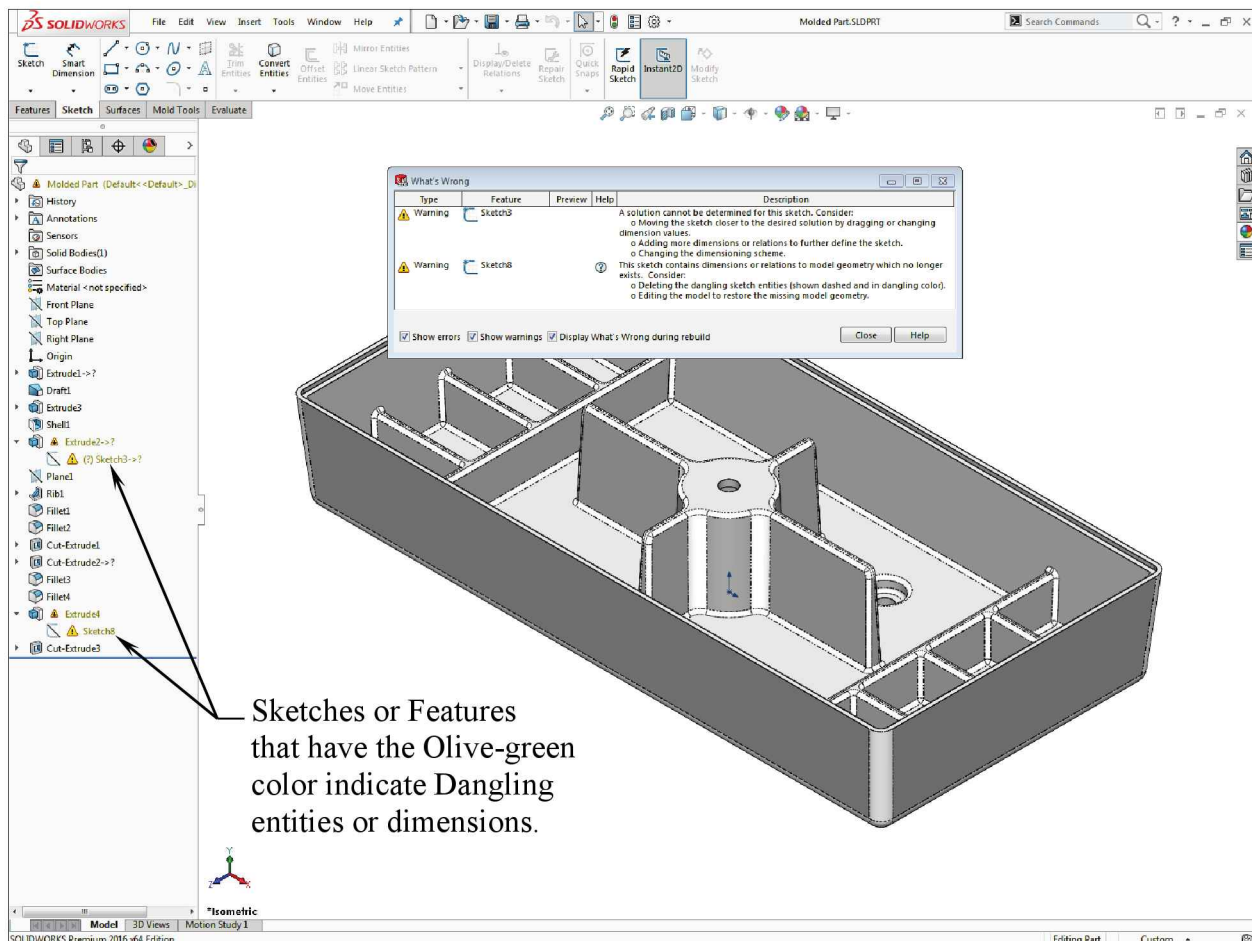 SOLIDWORKS File Edit View Insert Tools Window Help Molded Part.SLDPRT Search Commands
Sketch Smart Dimension Trim Entities Convert Entities Offset Entities Mirror Entities Linear Sketch Pattern Move Entities Display/Delete Relations Repair Sketch Quick Snaps Rapid Sketch Instant2D Modify Sketch
Features Sketch Surfaces Mold Tools Evaluate
Molded Part (Default<<Default>_Di
History
Annotations
Sensors
Solid Bodies(1)
Surface Bodies
Material <not specified>
Front Plane
Top Plane
Right Plane
Origin
Extrude1->?
Draft1
Extrude3
Shell1
Extrude2->?
(?) Sketch3->?
Plane1
Rib1
Fillet1
Fillet2
Cut-Extrude1
Cut-Extrude2->?
Fillet3
Fillet4
Extrude4
Sketch8
Cut-Extrude3
What's Wrong
Type Feature Preview Help Description
Warning Sketch3 A solution cannot be determined for this sketch. Consider:
o Moving the sketch closer to the desired solution by dragging or changing
dimension values.
o Adding more dimensions or relations to further define the sketch.
o Changing the dimensioning scheme.
Warning Sketch8 This sketch contains dimensions or relations to model geometry which no longer
exists. Consider:
o Deleting the dangling sketch entities (shown dashed and in dangling color).
o Editing the model to restore the missing model geometry.
Show errors Show warnings Display What's Wrong during rebuild Close Help
Sketches or Features
that have the Olive-green
color indicate Dangling
entities or dimensions.
Y
Z X
*Isometric
Model 3D Views Motion Study 1
SOLIDWORKS Premium 2016 x64 Edition Editing Part Custom